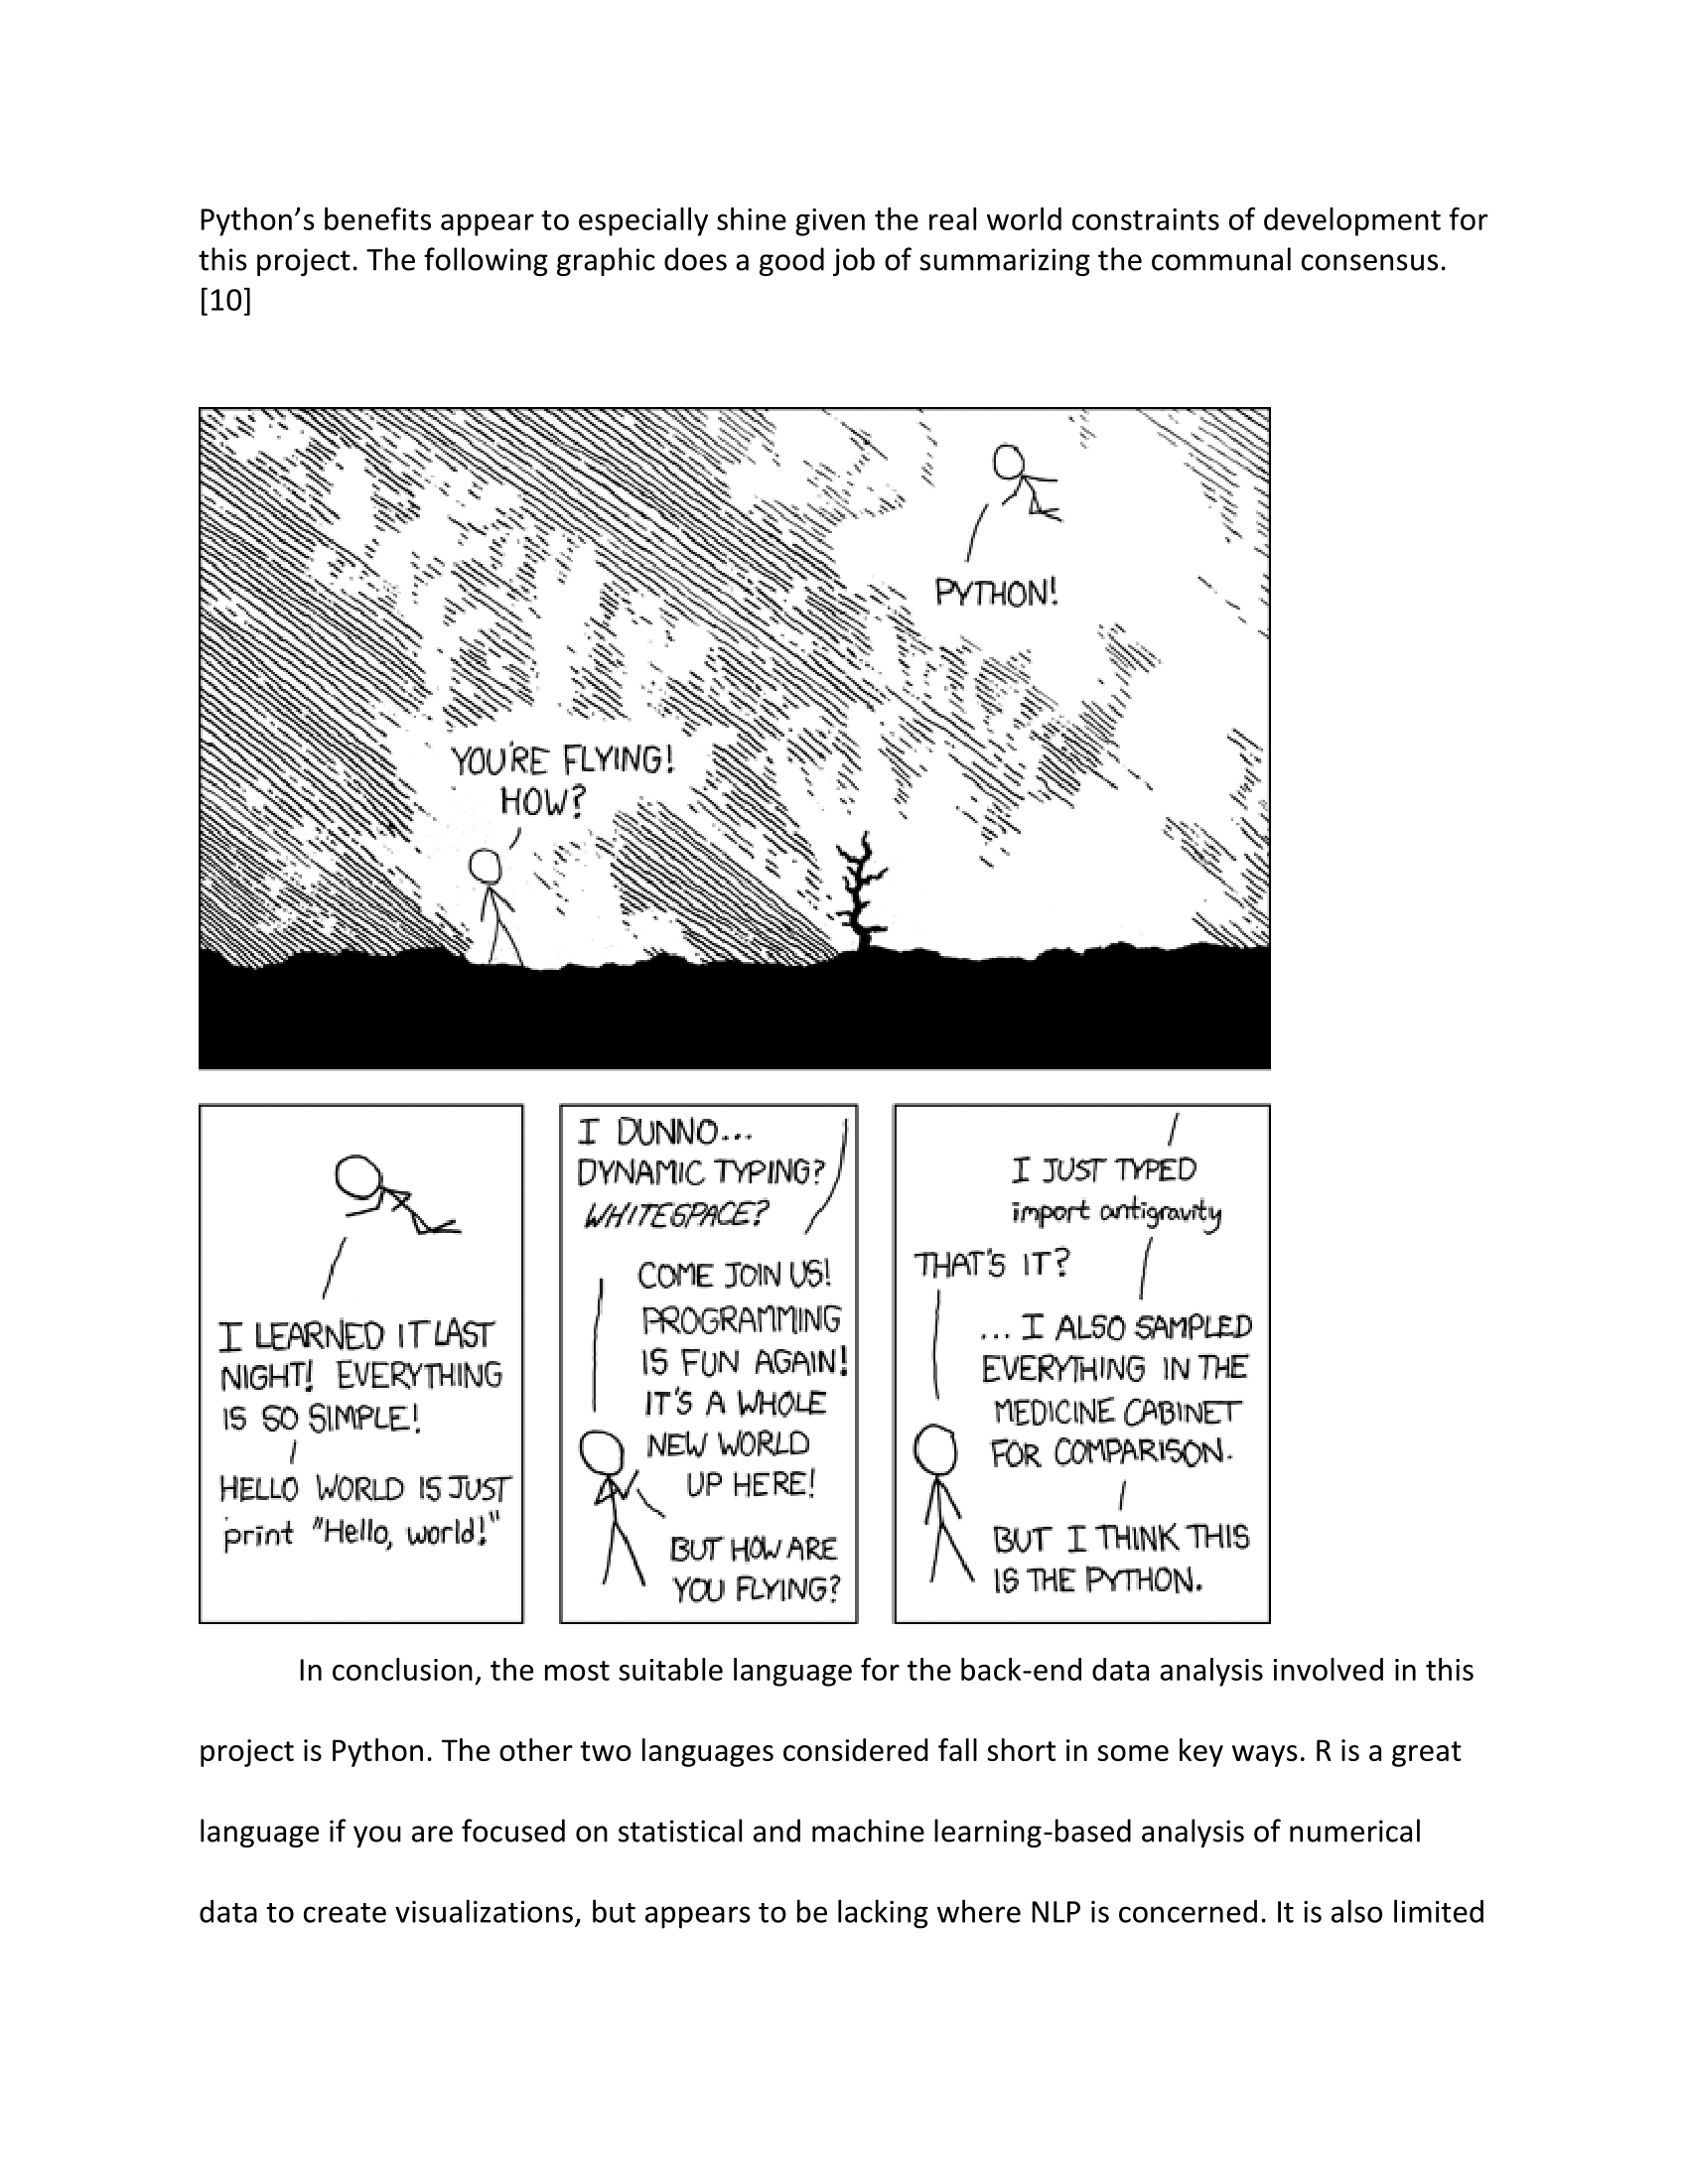 Python’s benefits appear to especially shine given the real world constraints of development for
this project. The following graphic does a good job of summarizing the communal consensus.
[10]
PYTHON!
YOU'RE FLYING!
HOW?
I LEARNED IT LAST
NIGHT! EVERYTHING
IS SO SIMPLE!
HELLO WORLD IS JUST
print "Hello, world!"
I DUNNO...
DYNAMIC TYPING?
WHITESPACE?
COME JOIN US!
PROGRAMMING
IS FUN AGAIN!
IT'S A WHOLE
NEW WORLD
UP HERE!
BUT HOW ARE
YOU FLYING?
I JUST TYPED
import antigravity
THAT'S IT?
... I ALSO SAMPLED
EVERYTHING IN THE
MEDICINE CABINET
FOR COMPARISON.
BUT I THINK THIS
IS THE PYTHON.
In conclusion, the most suitable language for the back-end data analysis involved in this
project is Python. The other two languages considered fall short in some key ways. R is a great
language if you are focused on statistical and machine learning-based analysis of numerical
data to create visualizations, but appears to be lacking where NLP is concerned. It is also limited